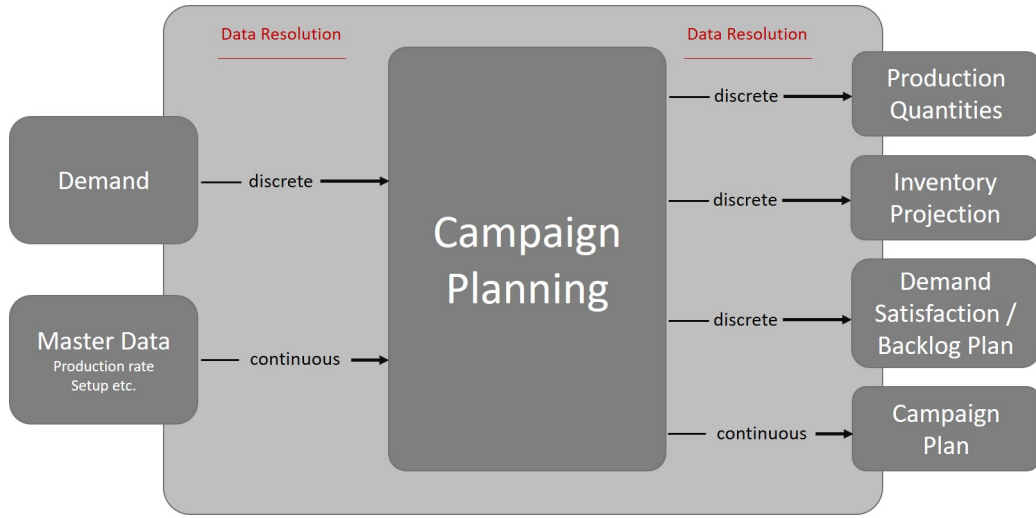 Data Resolution
Data Resolution
Demand
discrete
Master Data
Production rate
Setup etc.
continuous
Campaign
Planning
discrete
Production
Quantities
discrete
Inventory
Projection
discrete
Demand
Satisfaction /
Backlog Plan
continuous
Campaign
Plan